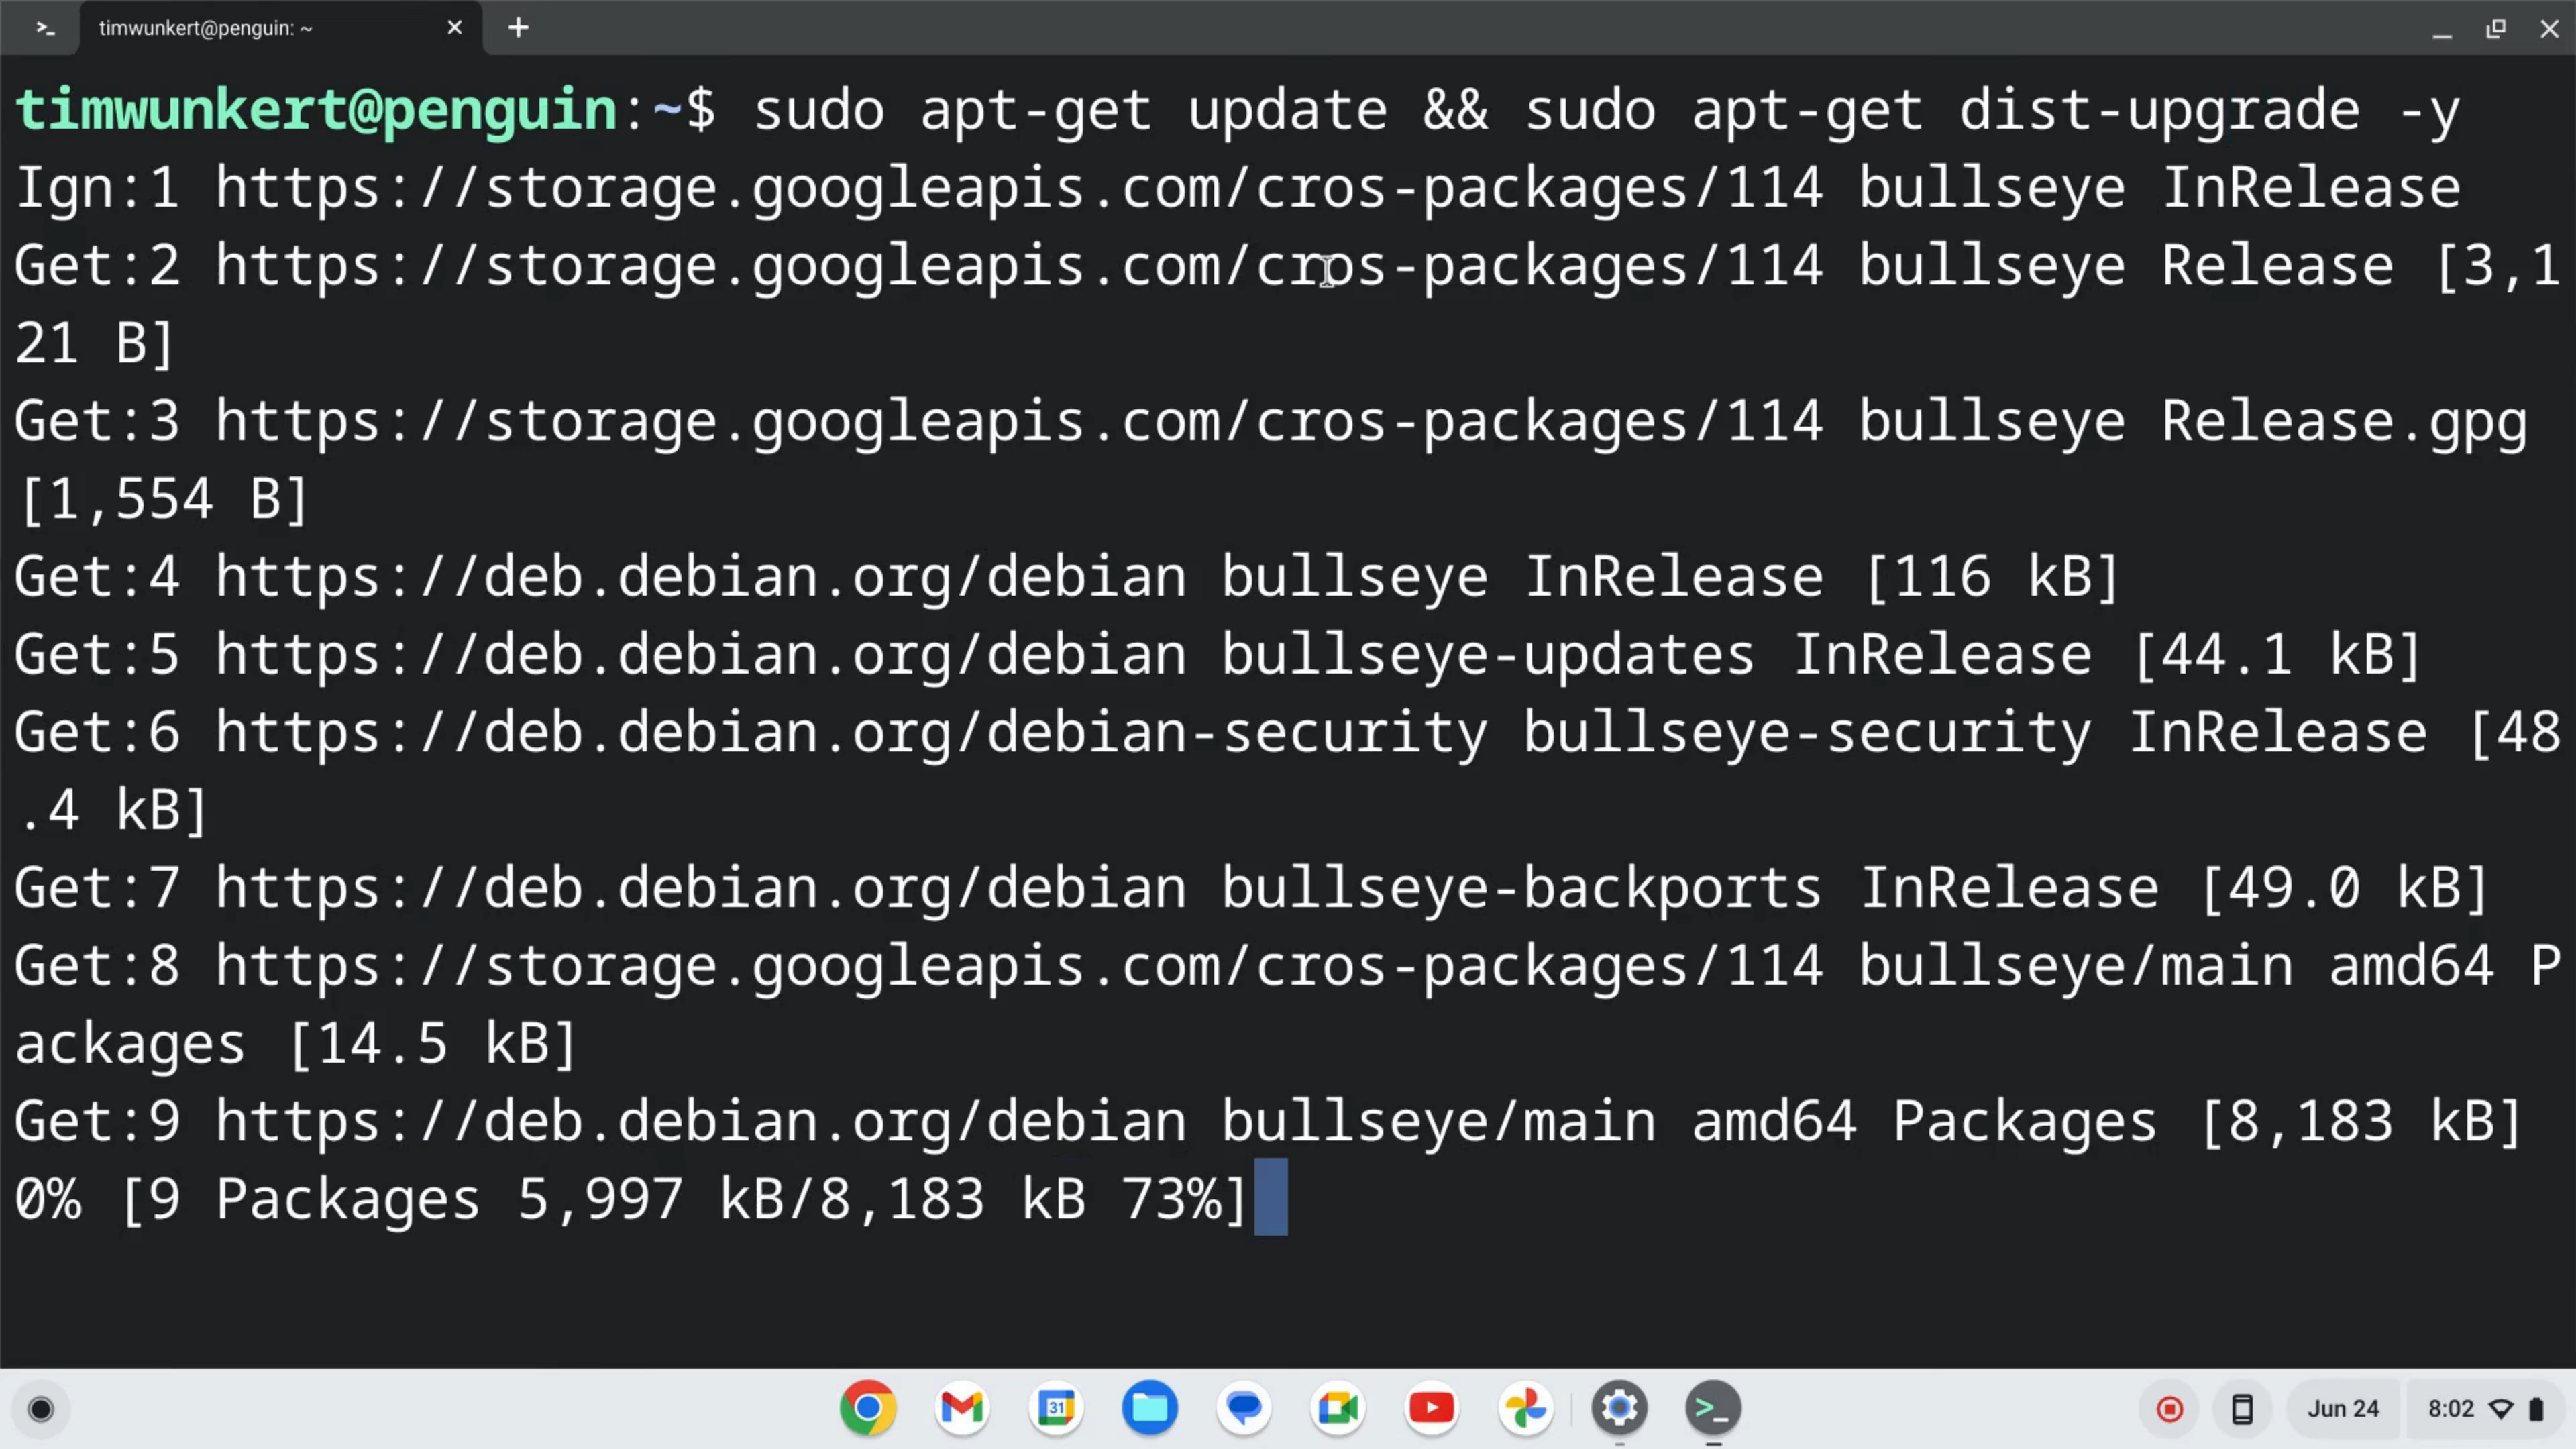 timwunkert@penguin: ~
timwunkert@penguin:~$ sudo apt-get update && sudo apt-get dist-upgrade -y
Ign:1 https://storage.googleapis.com/cros-packages/114 bullseye InRelease
Get:2 https://storage.googleapis.com/cros-packages/114 bullseye Release [3,1
21 B]
Get:3 https://storage.googleapis.com/cros-packages/114 bullseye Release.gpg
[1,554 B]
Get:4 https://deb.debian.org/debian bullseye InRelease [116 kB]
Get:5 https://deb.debian.org/debian bullseye-updates InRelease [44.1 kB]
Get:6 https://deb.debian.org/debian-security bullseye-security InRelease [48
.4 kB]
Get:7 https://deb.debian.org/debian bullseye-backports InRelease [49.0 kB]
Get:8 https://storage.googleapis.com/cros-packages/114 bullseye/main amd64 P
ackages [14.5 kB]
Get:9 https://deb.debian.org/debian bullseye/main amd64 Packages [8,183 kB]
0% [9 Packages 5,997 kB/8,183 kB 73%]
31
Jun 24
8:02